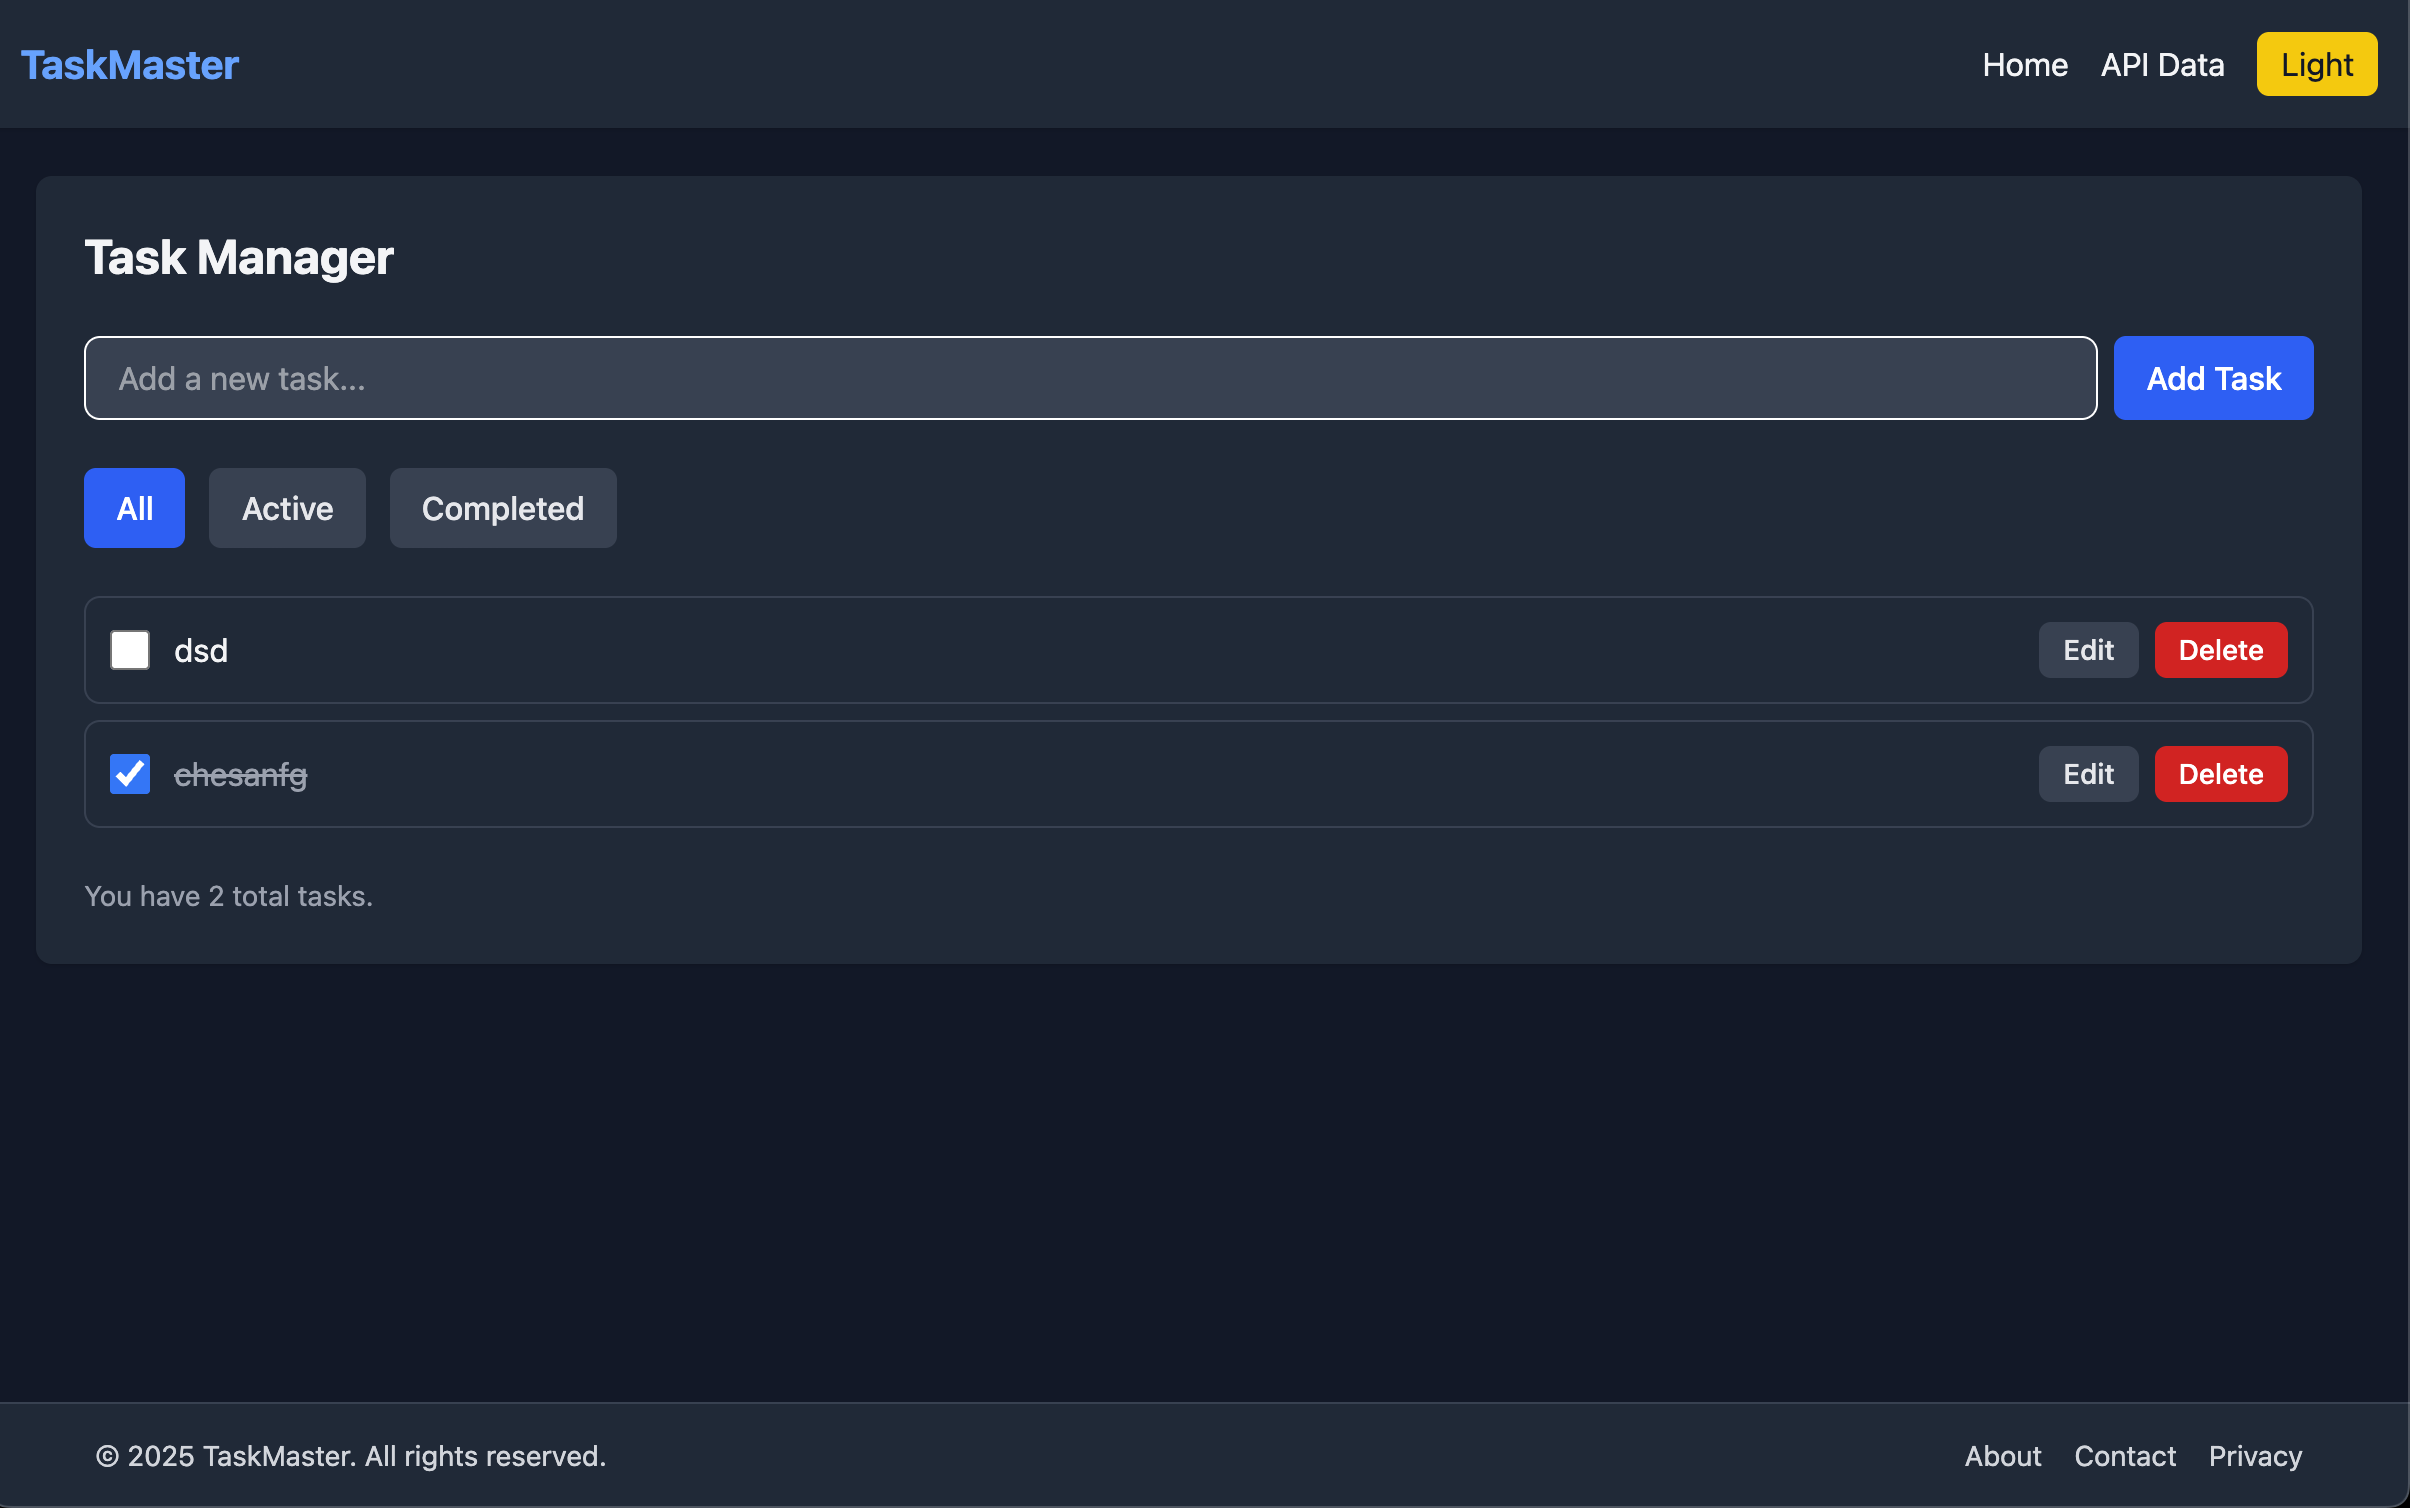 TaskMaster
Home API Data Light
Task Manager
Add a new task...
Add Task
All Active Completed
dsd
Edit Delete
chesanfg
Edit Delete
You have 2 total tasks.
© 2025 TaskMaster. All rights reserved.
About Contact Privacy